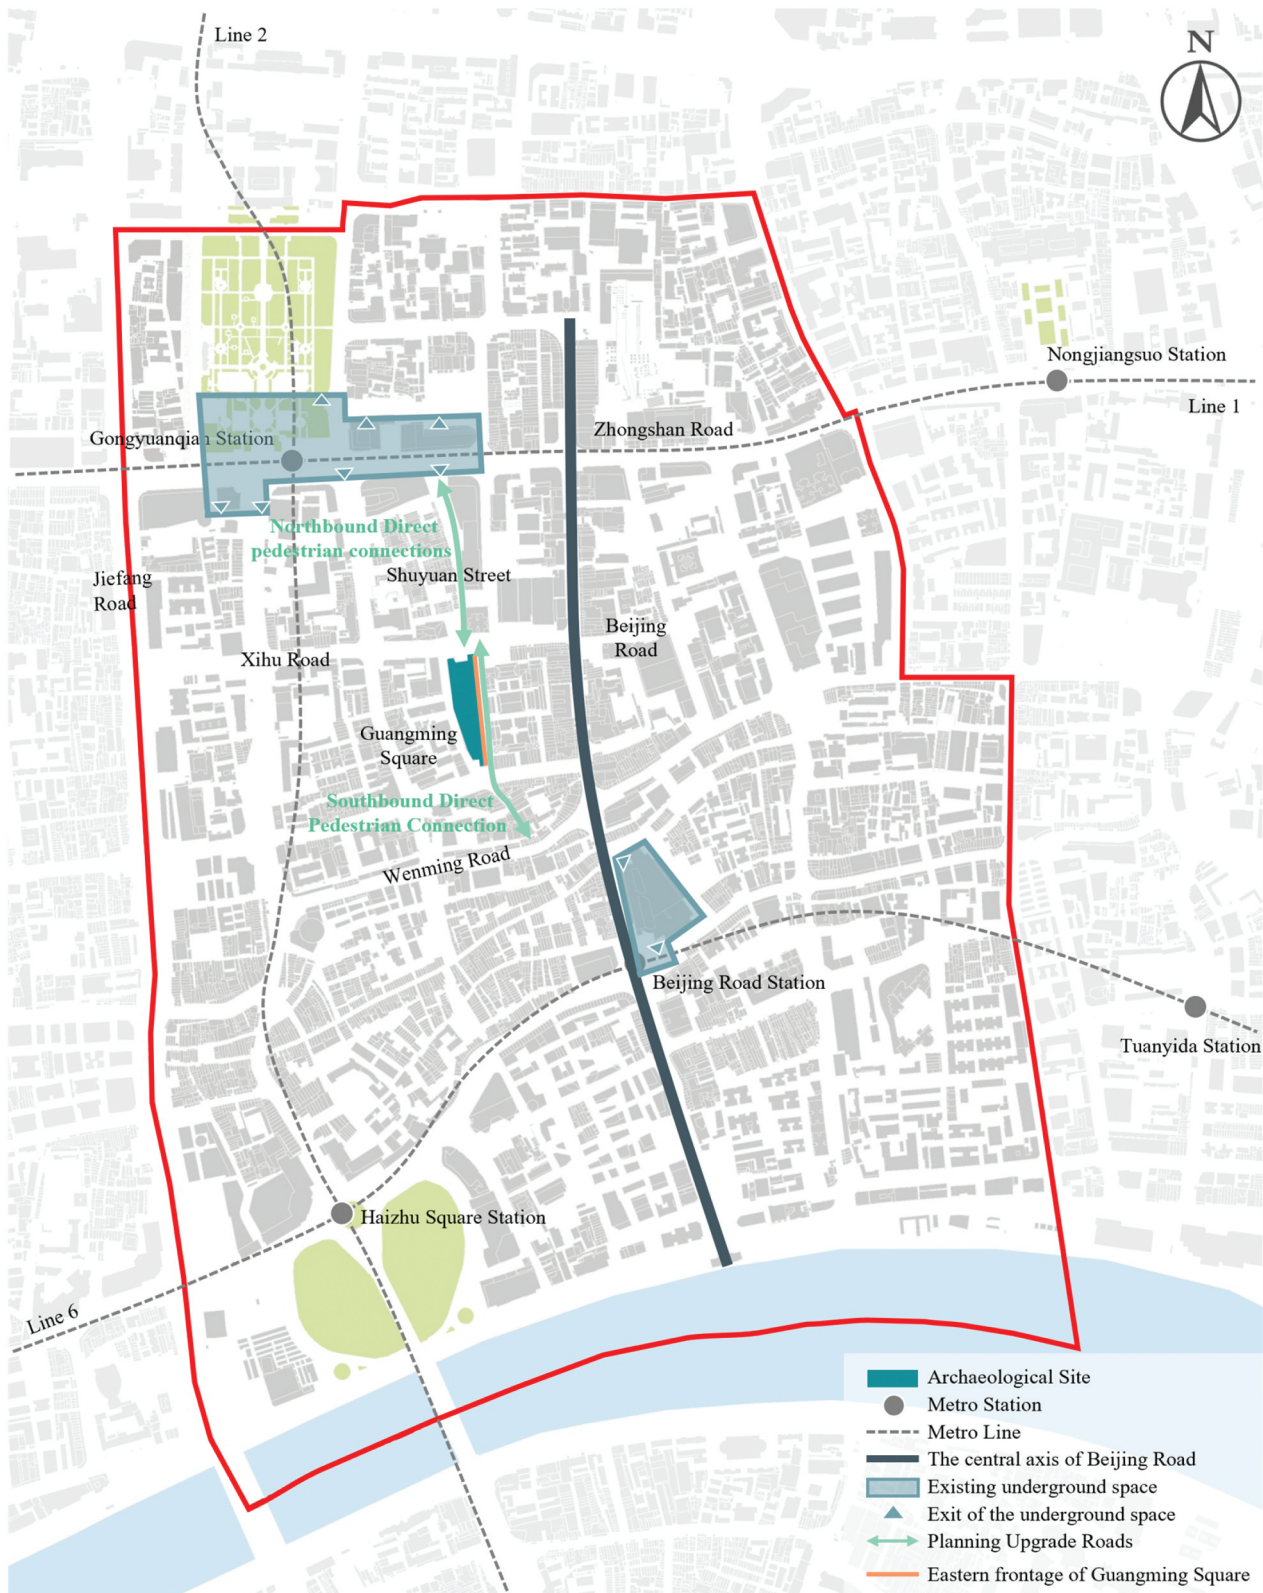 Line 2
N
Nongjiangsuo Station
Line 1
Zhongshan Road
Gongyuanqian Station
Northbound Direct
pedestrian connections
Shuyuan Street
Jiefang
Road
Beijing
Road
Xihu Road
Guangming
Square
Southbound Direct
Pedestrian Connection
Wenming Road
Beijing Road Station
Tuanyida Station
Haizhu Square Station
Line 6
Archaeological Site
Metro Station
Metro Line
The central axis of Beijing Road
Existing underground space
Exit of the underground space
Planning Upgrade Roads
Eastern frontage of Guangming Square